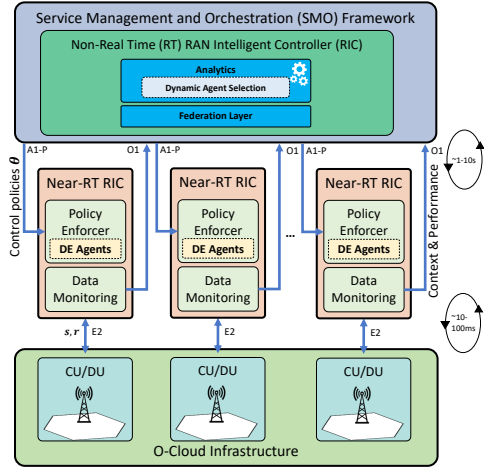 Service Management and Orchestration (SMO) Framework
Non-Real Time (RT) RAN Intelligent Controller (RIC)
Analytics
Dynamic Agent Selection
Federation Layer
A1-P
O1
A1-P
O1
A1-P
O1
~1-10s
Control policies θ
Near-RT RIC
Policy
Enforcer
DE Agents
Data
Monitoring
Near-RT RIC
Policy
Enforcer
DE Agents
Data
Monitoring
...
Near-RT RIC
Policy
Enforcer
DE Agents
Data
Monitoring
Context & Performance
~10-
100ms
s, r
E2
E2
E2
CU/DU
CU/DU
CU/DU
O-Cloud Infrastructure